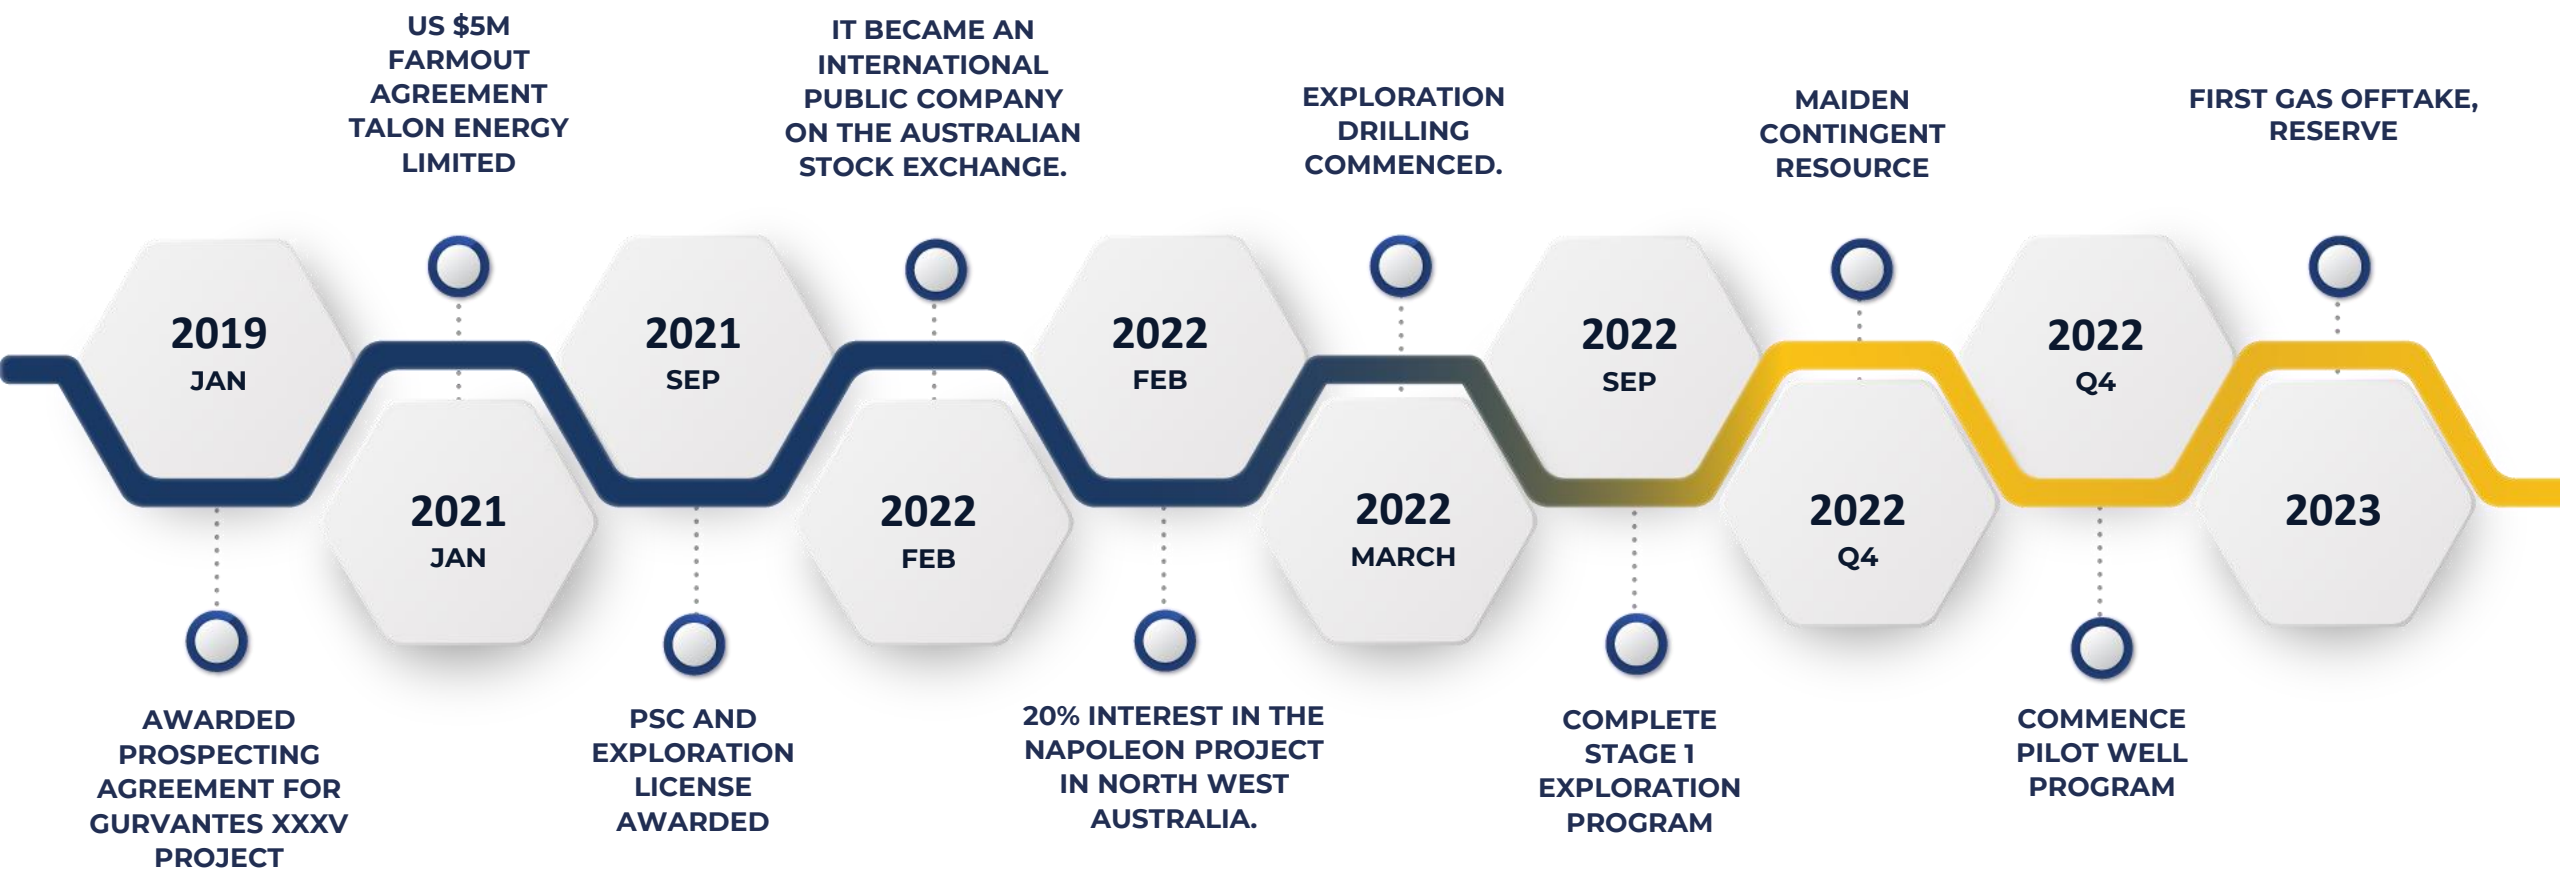 2019
JAN
AWARDED
PROSPECTING
AGREEMENT FOR
GURVANTES XXXV
PROJECT
US $5M
FARMOUT
AGREEMENT
TALON ENERGY
LIMITED
2021
JAN
2021
SEP
PSC AND
EXPLORATION
LICENSE
AWARDED
IT BECAME AN
INTERNATIONAL
PUBLIC COMPANY
ON THE AUSTRALIAN
STOCK EXCHANGE.
2022
FEB
2022
FEB
20% INTEREST IN THE
NAPOLEON PROJECT
IN NORTH WEST
AUSTRALIA.
EXPLORATION
DRILLING
COMMENCED.
2022
MARCH
2022
SEP
COMPLETE
STAGE 1
EXPLORATION
PROGRAM
MAIDEN
CONTINGENT
RESOURCE
2022
Q4
2022
Q4
COMMENCE
PILOT WELL
PROGRAM
FIRST GAS OFFTAKE,
RESERVE
2023